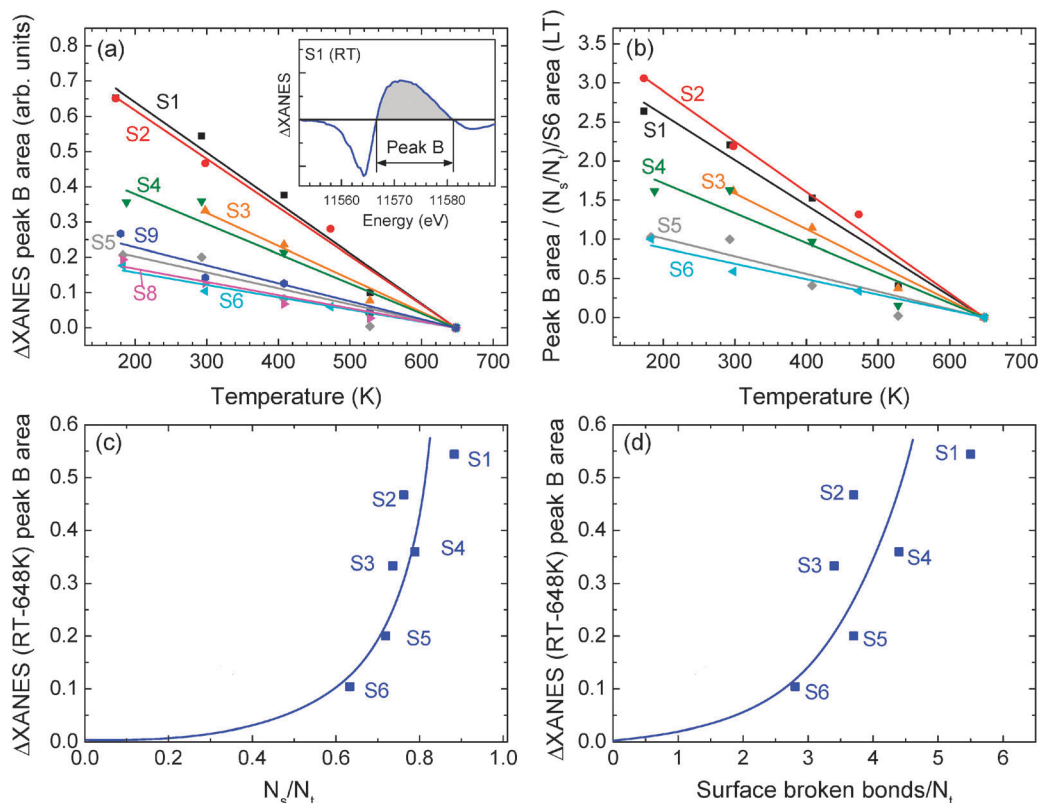 (a)
ΔXANES peak B area (arb. units)
0.8
0.7
0.6
0.5
0.4
0.3
0.2
0.1
0.0
S1
S2
S4
S3
S9
S5
S8
S6
S1 (RT)
ΔXANES
Peak B
11560 11570 11580
Energy (eV)
200 300 400 500 600 700
Temperature (K)
(b)
Peak B area / (Nₛ/Nₜ)/S6 area (LT)
3.5
3.0
2.5
2.0
1.5
1.0
0.5
0.0
S2
S1
S4
S3
S5
S6
200 300 400 500 600 700
Temperature (K)
(c)
ΔXANES (RT-648K) peak B area
0.6
0.5
0.4
0.3
0.2
0.1
0.0
S1
S2
S4
S3
S5
S6
0.0 0.2 0.4 0.6 0.8 1.0
Nₛ/Nₜ
(d)
ΔXANES (RT-648K) peak B area
0.6
0.5
0.4
0.3
0.2
0.1
0.0
S1
S2
S4
S3
S5
S6
0 1 2 3 4 5 6
Surface broken bonds/Nₜ